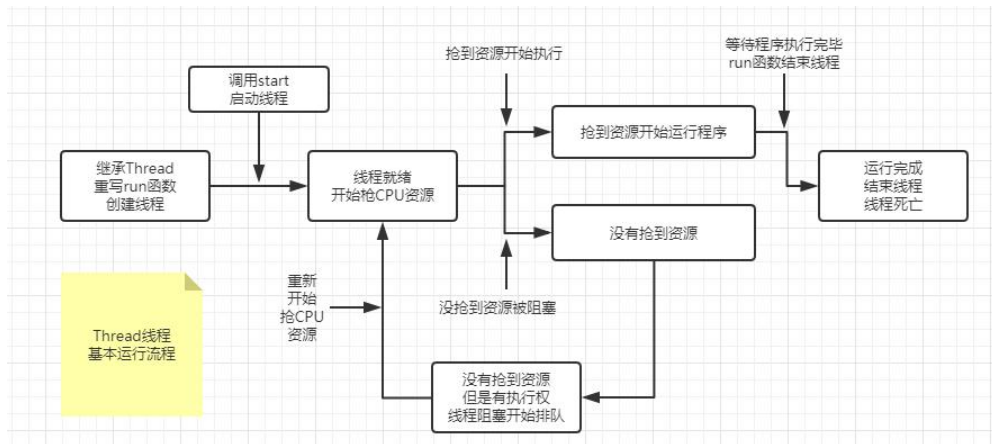 抢到资源开始执行
等待程序执行完毕
run函数结束线程
调用start
启动线程
抢到资源开始运行程序
继承Thread
重写run函数
创建线程
线程就绪
开始抢CPU资源
运行完成
结束线程
线程死亡
没有抢到资源
重新
开始
抢CPU
资源
没抢到资源被阻塞
Thread线程
基本运行流程
没有抢到资源
但是有执行权
线程阻塞开始排队